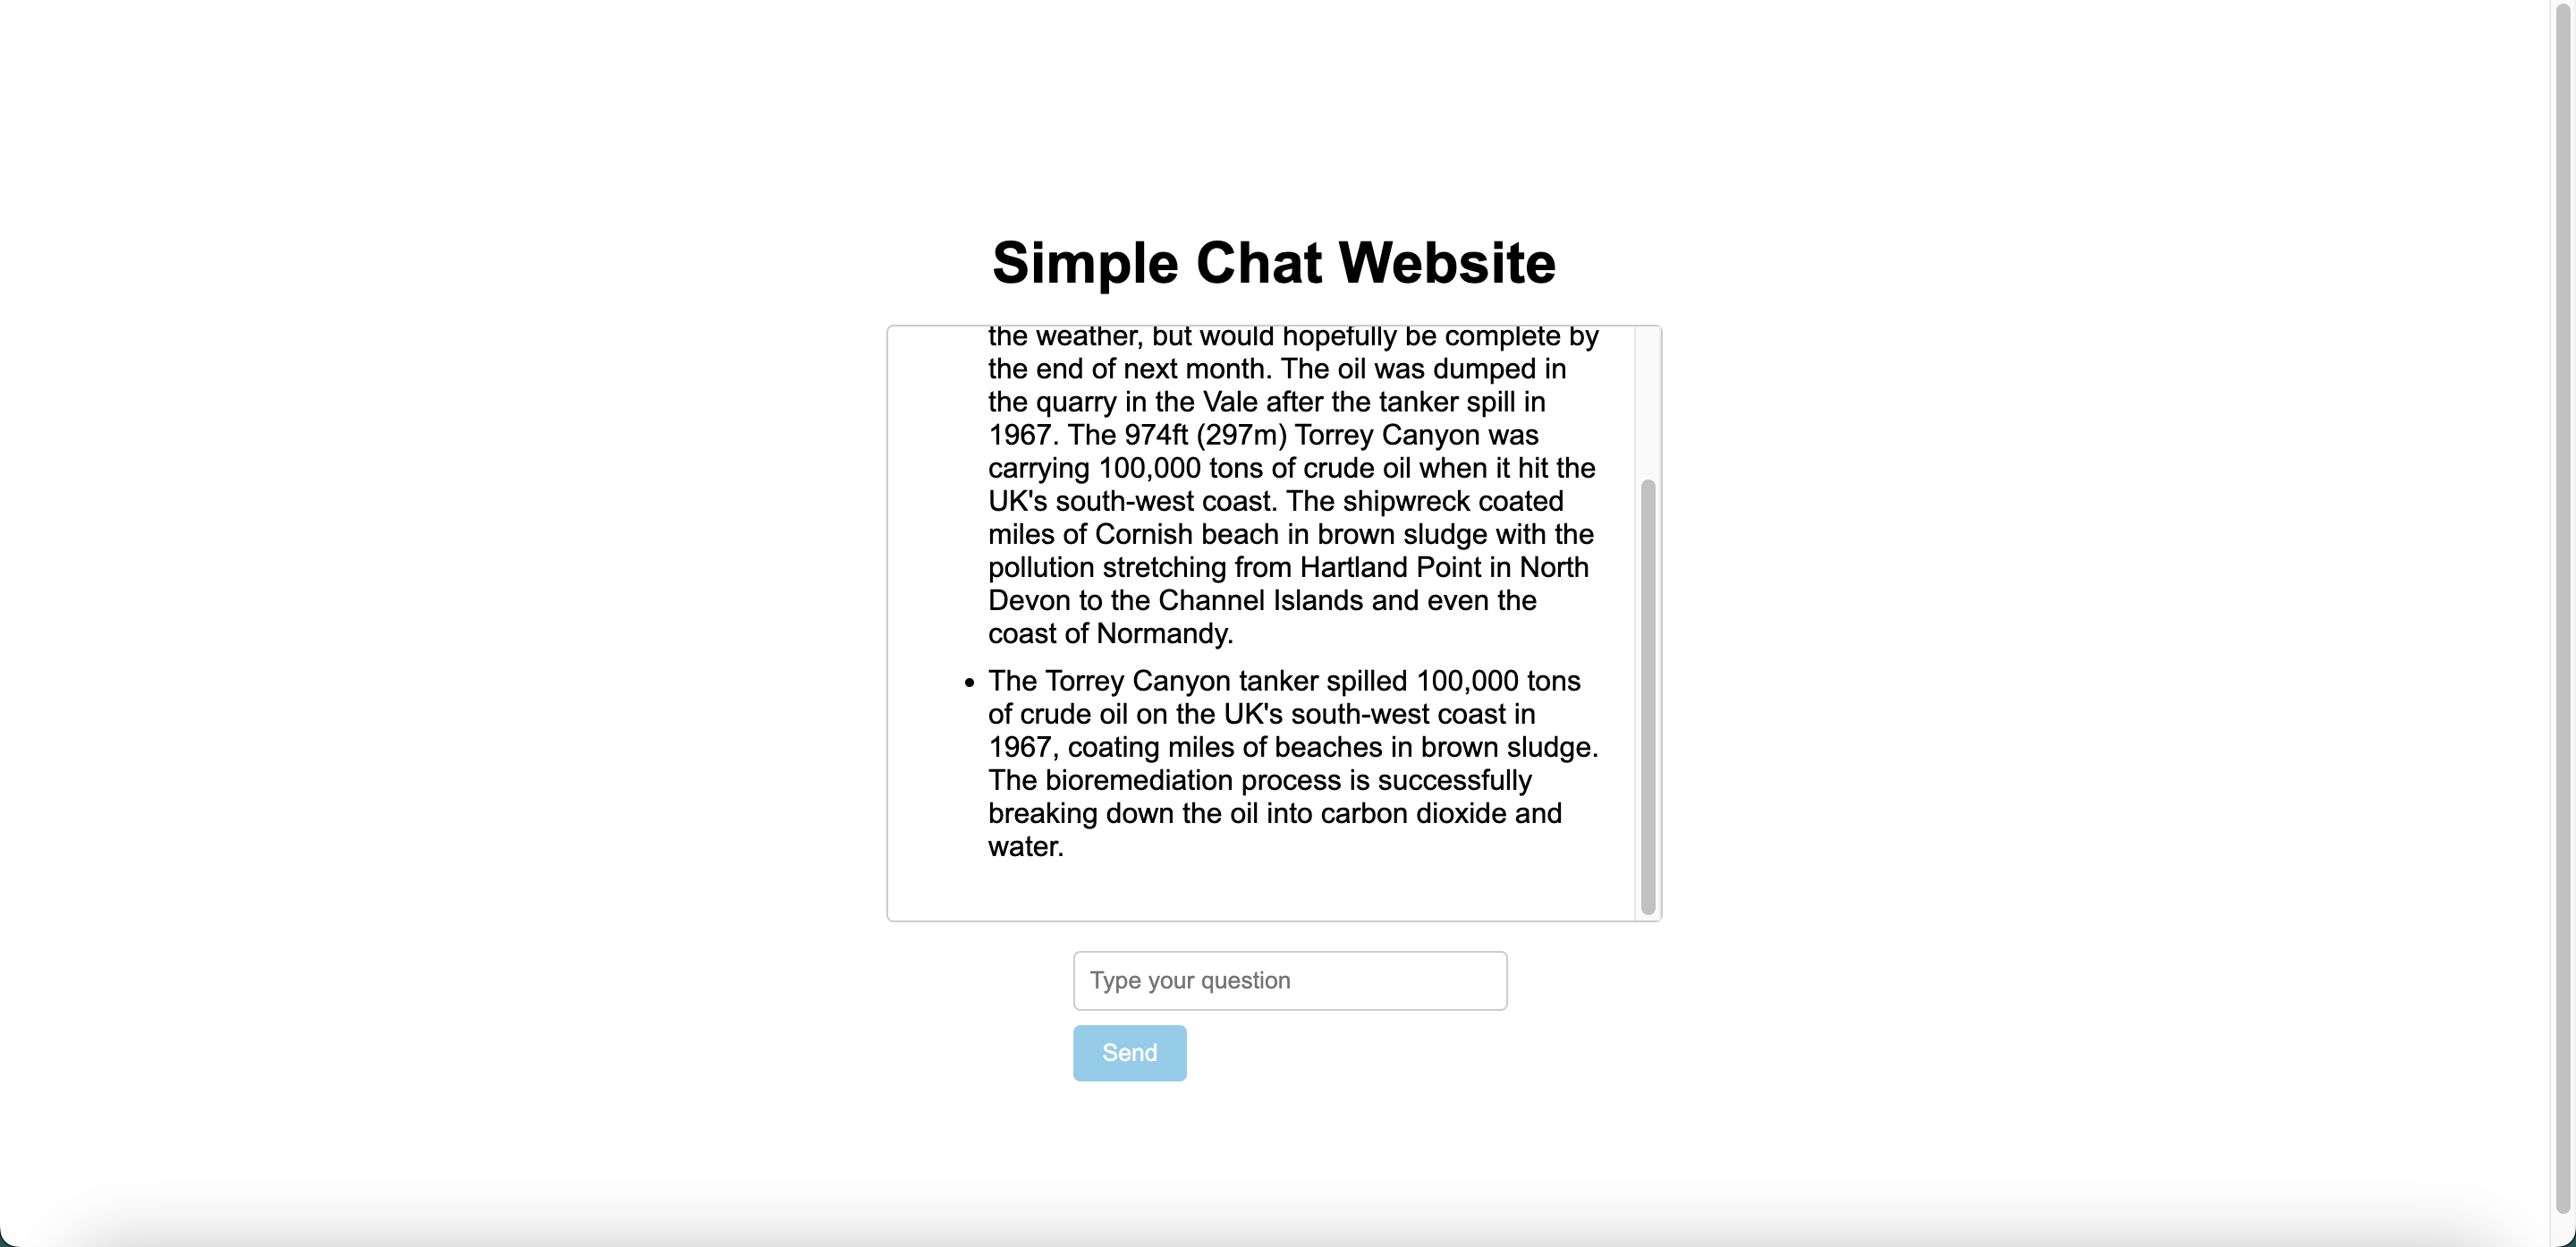 Simple Chat Website
the weather, but would hopefully be complete by
the end of next month. The oil was dumped in
the quarry in the Vale after the tanker spill in
1967. The 974ft (297m) Torrey Canyon was
carrying 100,000 tons of crude oil when it hit the
UK's south-west coast. The shipwreck coated
miles of Cornish beach in brown sludge with the
pollution stretching from Hartland Point in North
Devon to the Channel Islands and even the
coast of Normandy.
• The Torrey Canyon tanker spilled 100,000 tons
of crude oil on the UK's south-west coast in
1967, coating miles of beaches in brown sludge.
The bioremediation process is successfully
breaking down the oil into carbon dioxide and
water.
Type your question
Send